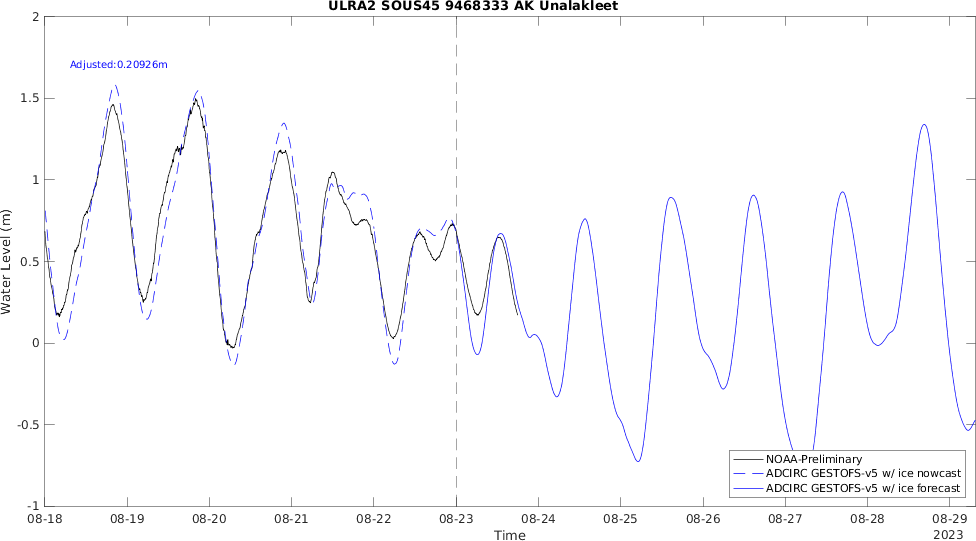 ULRA2 SOUS45 9468333 AK Unalakleet
2
Adjusted:0.20926m
1.5
1
Water Level (m)
0.5
0
-0.5
NOAA-Preliminary
ADCIRC GESTOFS-v5 w/ ice nowcast
ADCIRC GESTOFS-v5 w/ ice forecast
-1
08-18 08-19 08-20 08-21 08-22 08-23 08-24 08-25 08-26 08-27 08-28 08-29
Time 2023